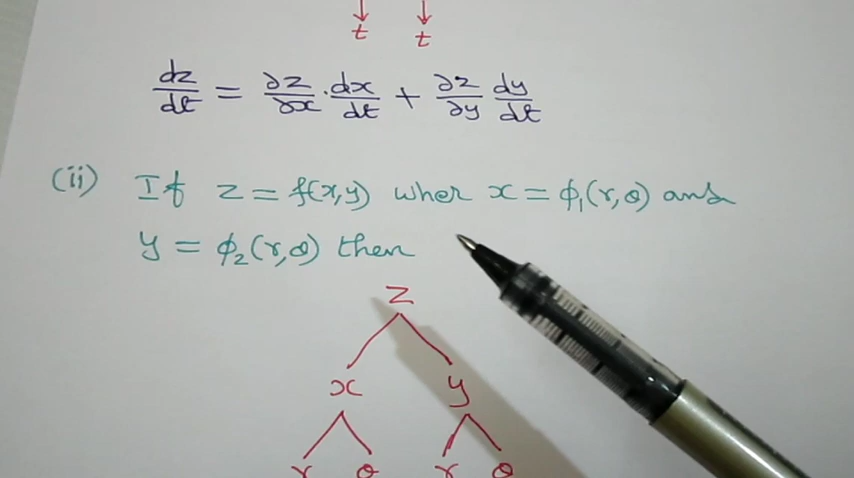 t t
dz/dt = ∂z/∂x · dx/dt + ∂z/∂y dy/dt
(ii) If z = f(x,y) wher x = ϕ₁(r,θ) and
y = ϕ₂(r,θ) then
z
x y
r θ r θ